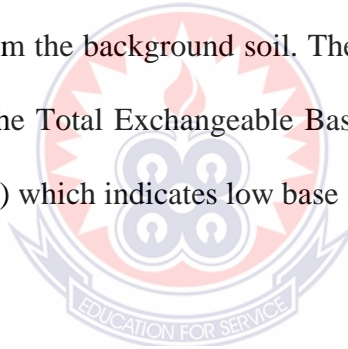 m the background soil. The
he Total Exchangeable Bas
) which indicates low base
EDUCATION FOR SERVICE